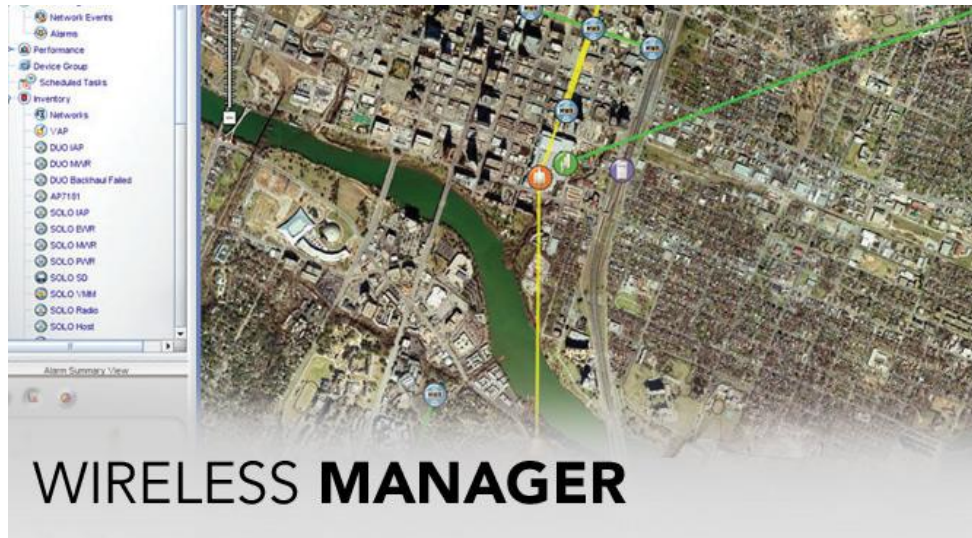 Network Events
Alarms
Performance
Device Group
Scheduled Tasks
Inventory
Networks
VAP
DUO IAP
DUO MWR
DUO Backhaul Failed
AP7181
SOLO IAP
SOLO EWR
SOLO MWR
SOLO PWR
SOLO SD
SOLO VMM
SOLO Radio
SOLO Host
Alarm Summary View
WIRELESS MANAGER